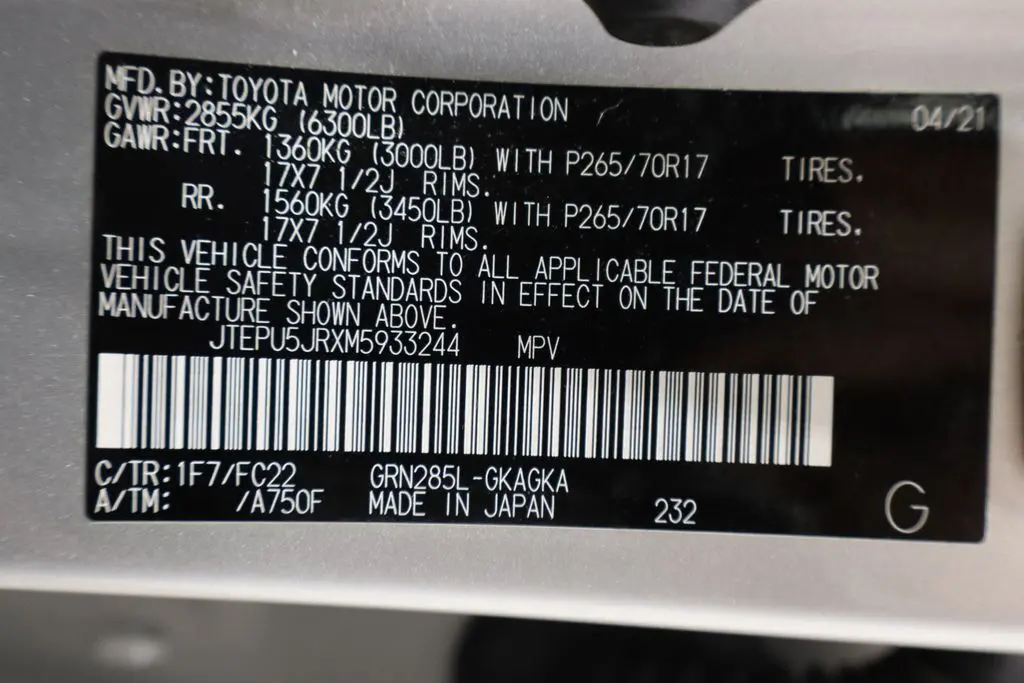 MFD. BY: TOYOTA MOTOR CORPORATION 04/21
GVWR: 2855KG (6300LB)
GAWR: FRT. 1360KG (3000LB) WITH P265/70R17 TIRES.
17X7 1/2J RIMS.
RR. 1560KG (3450LB) WITH P265/70R17 TIRES.
17X7 1/2J RIMS.
THIS VEHICLE CONFORMS TO ALL APPLICABLE FEDERAL MOTOR
VEHICLE SAFETY STANDARDS IN EFFECT ON THE DATE OF
MANUFACTURE SHOWN ABOVE.
JTEPU5JRXM5933244 MPV
C/TR: 1F7/FC22 GRN285L-GKAGKA
A/TM: /A750F MADE IN JAPAN 232 G